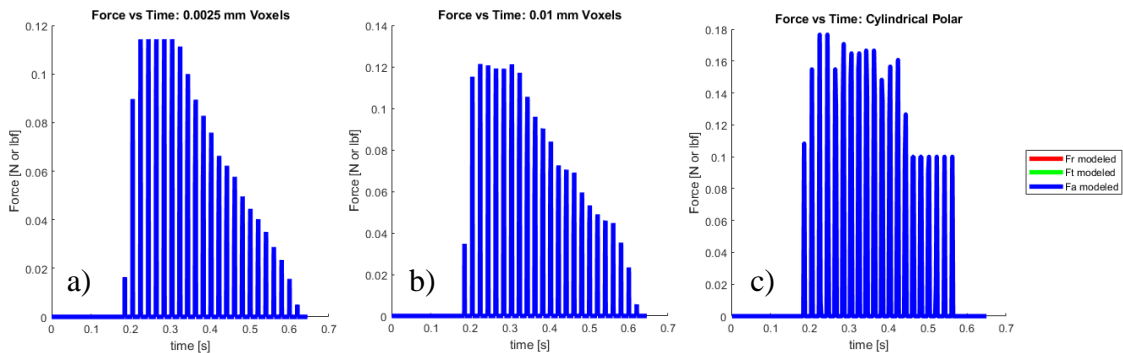 Force vs Time: 0.0025 mm Voxels
0.12
0.1
0.08
0.06
0.04
0.02
0
Force [N or lbf]
a)
0 0.1 0.2 0.3 0.4 0.5 0.6 0.7
time [s]
Force vs Time: 0.01 mm Voxels
0.14
0.12
0.1
0.08
0.06
0.04
0.02
0
Force [N or lbf]
b)
0 0.1 0.2 0.3 0.4 0.5 0.6 0.7
time [s]
Force vs Time: Cylindrical Polar
0.18
0.16
0.14
0.12
0.1
0.08
0.06
0.04
0.02
0
Force [N or lbf]
c)
0 0.1 0.2 0.3 0.4 0.5 0.6 0.7
time [s]
Fr modeled
Ft modeled
Fa modeled